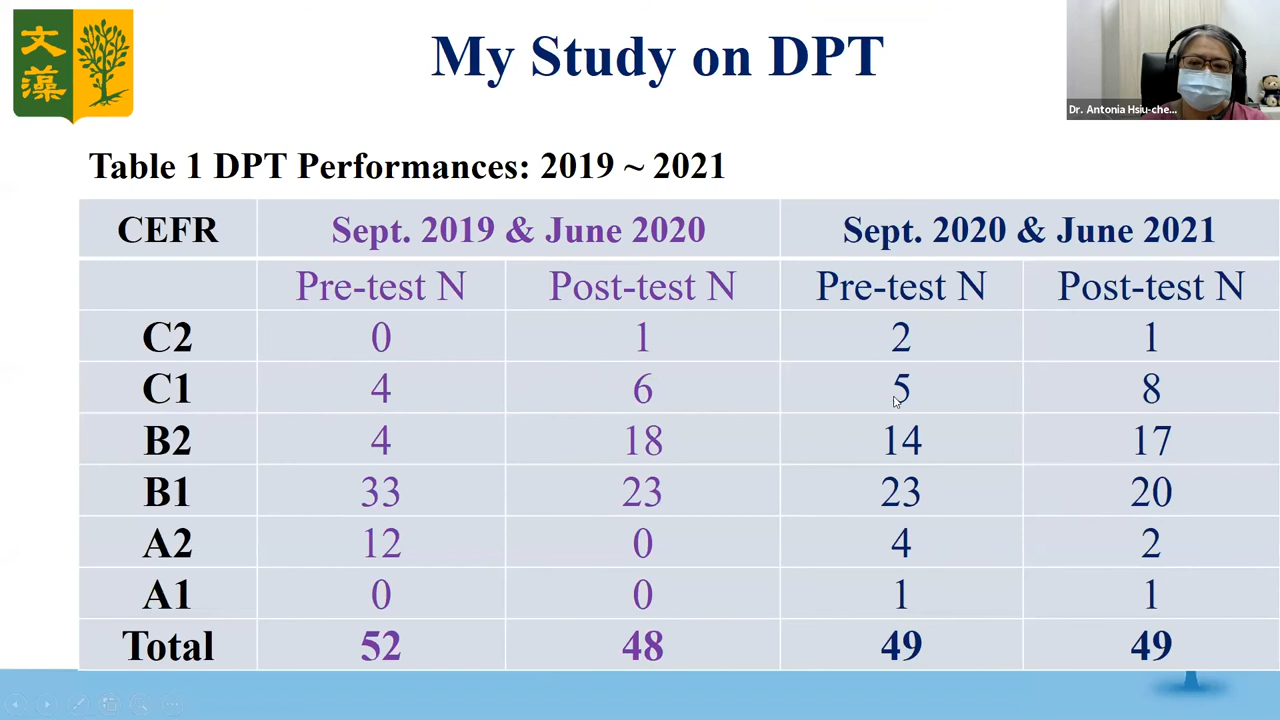 文
藻
My Study on DPT
Dr. Antonia Hsiu-che...
Table 1 DPT Performances: 2019 ~ 2021
CEFR Sept. 2019 & June 2020 Sept. 2020 & June 2021
Pre-test N Post-test N Pre-test N Post-test N
C2 0 1 2 1
C1 4 6 5 8
B2 4 18 14 17
B1 33 23 23 20
A2 12 0 4 2
A1 0 0 1 1
Total 52 48 49 49